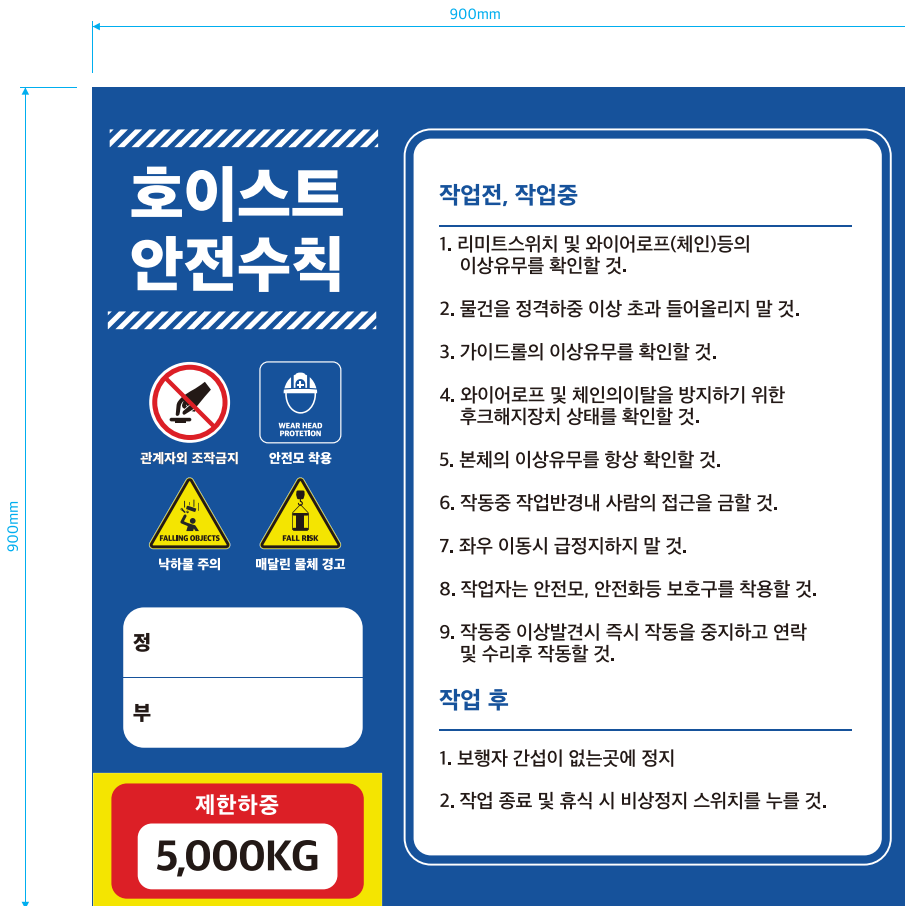 900mm
900mm
호이스트
안전수칙
WEAR HEAD
PROTETION
관계자외 조작금지
안전모 착용
FALLING OBJECTS
FALL RISK
낙하물 주의
매달린 물체 경고
정
부
제한하중
5,000KG
작업전, 작업중
1. 리미트스위치 및 와이어로프(체인)등의
이상유무를 확인할 것.
2. 물건을 정격하중 이상 초과 들어올리지 말 것.
3. 가이드롤의 이상유무를 확인할 것.
4. 와이어로프 및 체인의이탈을 방지하기 위한
후크해지장치 상태를 확인할 것.
5. 본체의 이상유무를 항상 확인할 것.
6. 작동중 작업반경내 사람의 접근을 금할 것.
7. 좌우 이동시 급정지하지 말 것.
8. 작업자는 안전모, 안전화등 보호구를 착용할 것.
9. 작동중 이상발견시 즉시 작동을 중지하고 연락
및 수리후 작동할 것.
작업 후
1. 보행자 간섭이 없는곳에 정지
2. 작업 종료 및 휴식 시 비상정지 스위치를 누를 것.